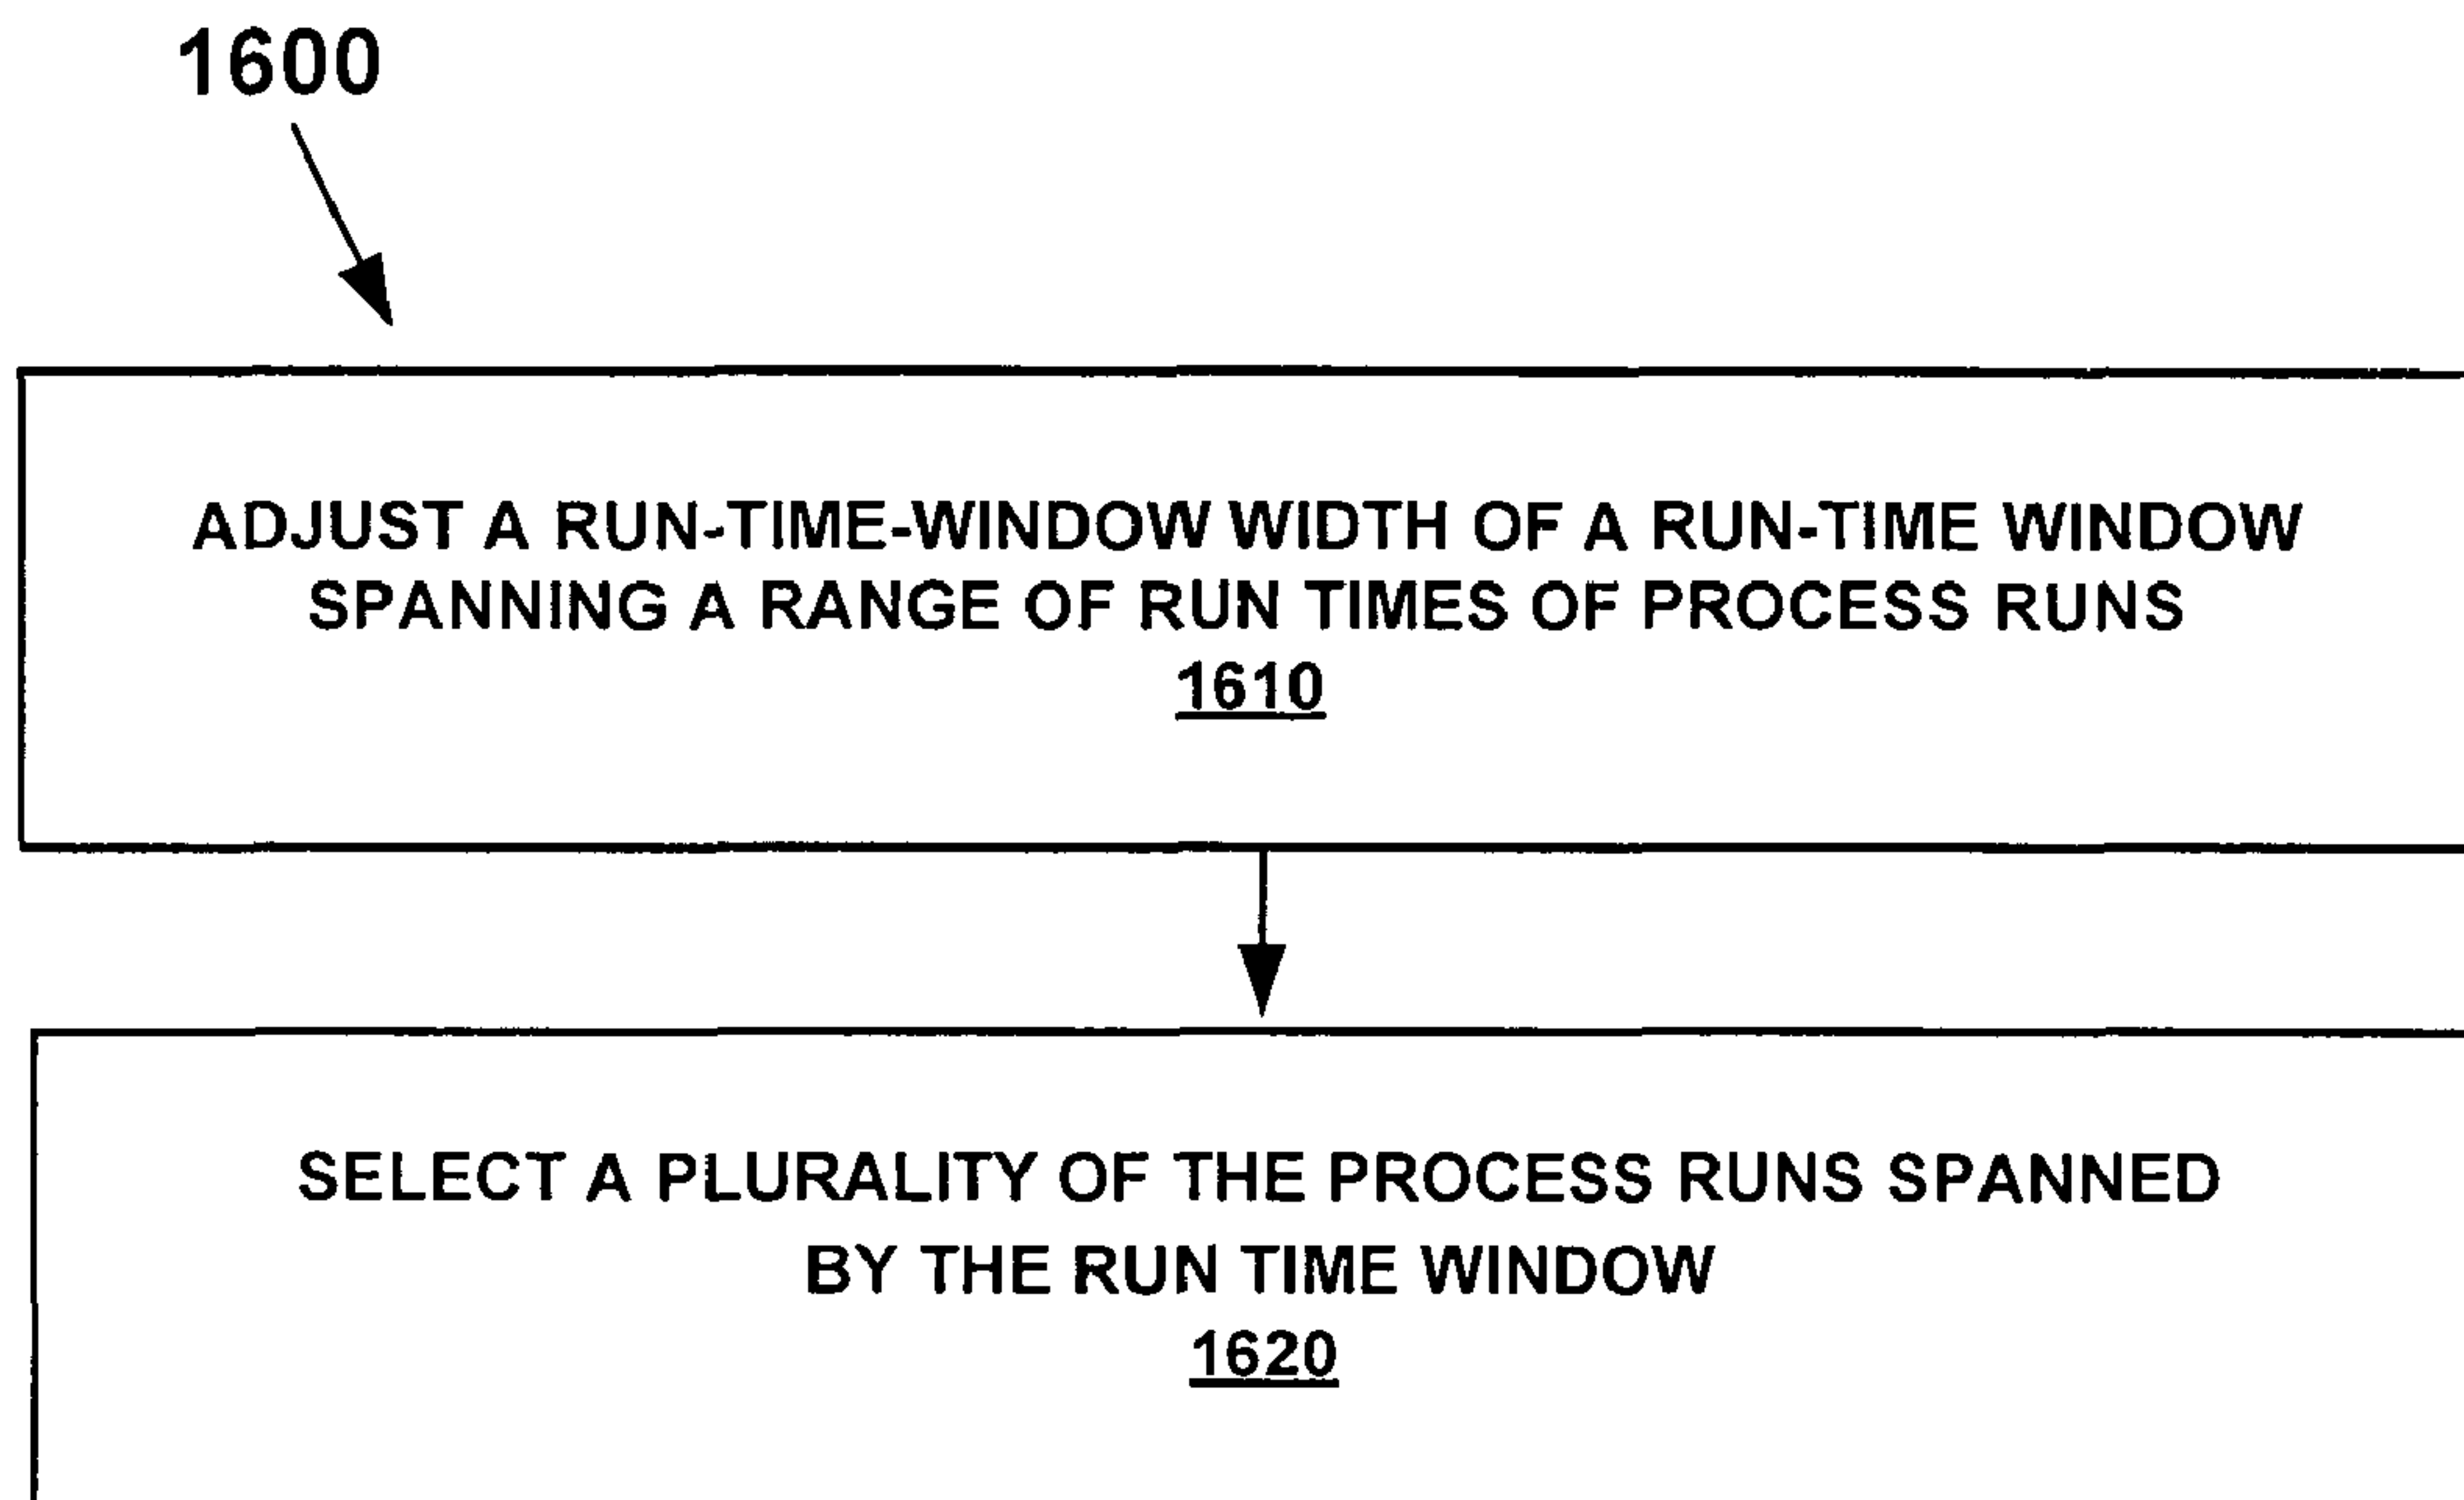 1600
ADJUST A RUN-TIME-WINDOW WIDTH OF A RUN-TIME WINDOW
SPANNING A RANGE OF RUN TIMES OF PROCESS RUNS
1610
SELECT A PLURALITY OF THE PROCESS RUNS SPANNED
BY THE RUN TIME WINDOW
1620